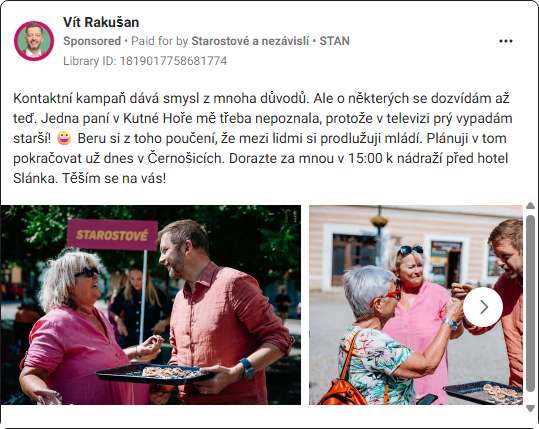 Vít Rakušan
Sponsored • Paid for by Starostové a nezávislí • STAN
Library ID: 1819017758681774
Kontaktní kampaň dává smysl z mnoha důvodů. Ale o některých se dozvídám až
teď. Jedna paní v Kutné Hoře mě třeba nepoznala, protože v televizi prý vypadám
starší! 😀 Beru si z toho poučení, že mezi lidmi si prodlužuji mládí. Plánuji v tom
pokračovat už dnes v Černošicích. Dorazte za mnou v 15:00 k nádraží před hotel
Slánka. Těším se na vás!
STAROSTOVÉ